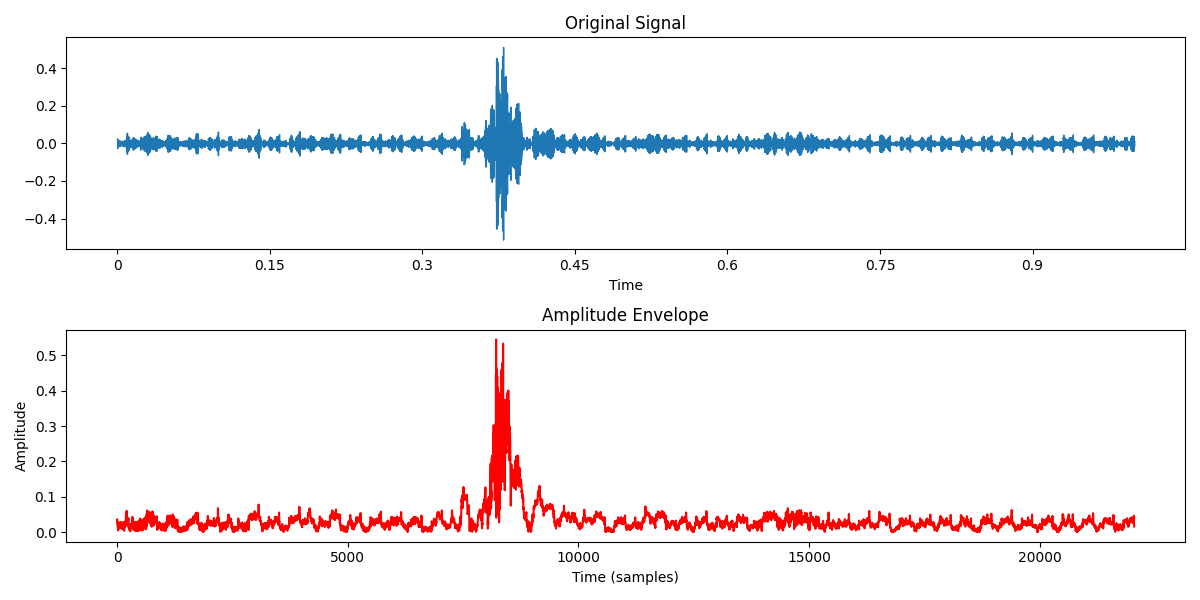 Original Signal
0.4
0.2
0.0
−0.2
−0.4
0 0.15 0.3 0.45 0.6 0.75 0.9
Time
Amplitude Envelope
Amplitude
0.5
0.4
0.3
0.2
0.1
0.0
0 5000 10000 15000 20000
Time (samples)